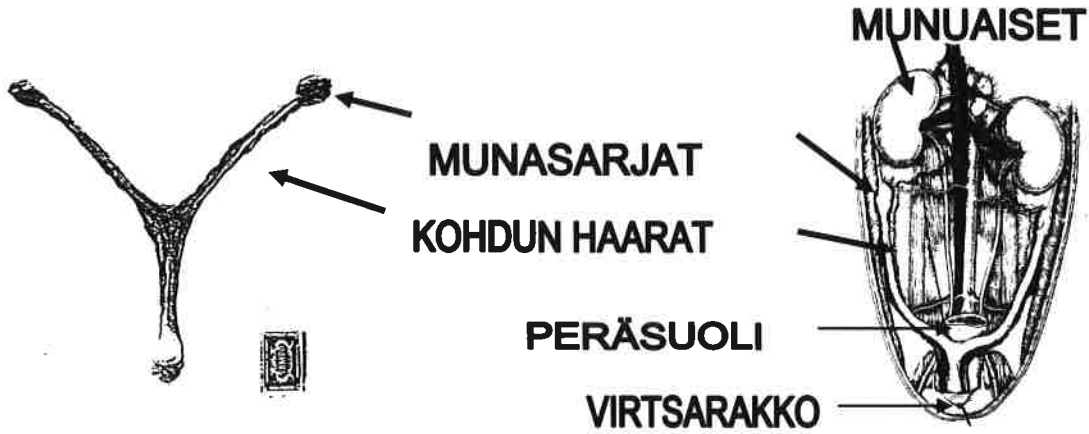 MUNUAISET
MUNASARJAT
KOHDUN HAARAT
PERÄSUOLI
VIRTSARAKKO